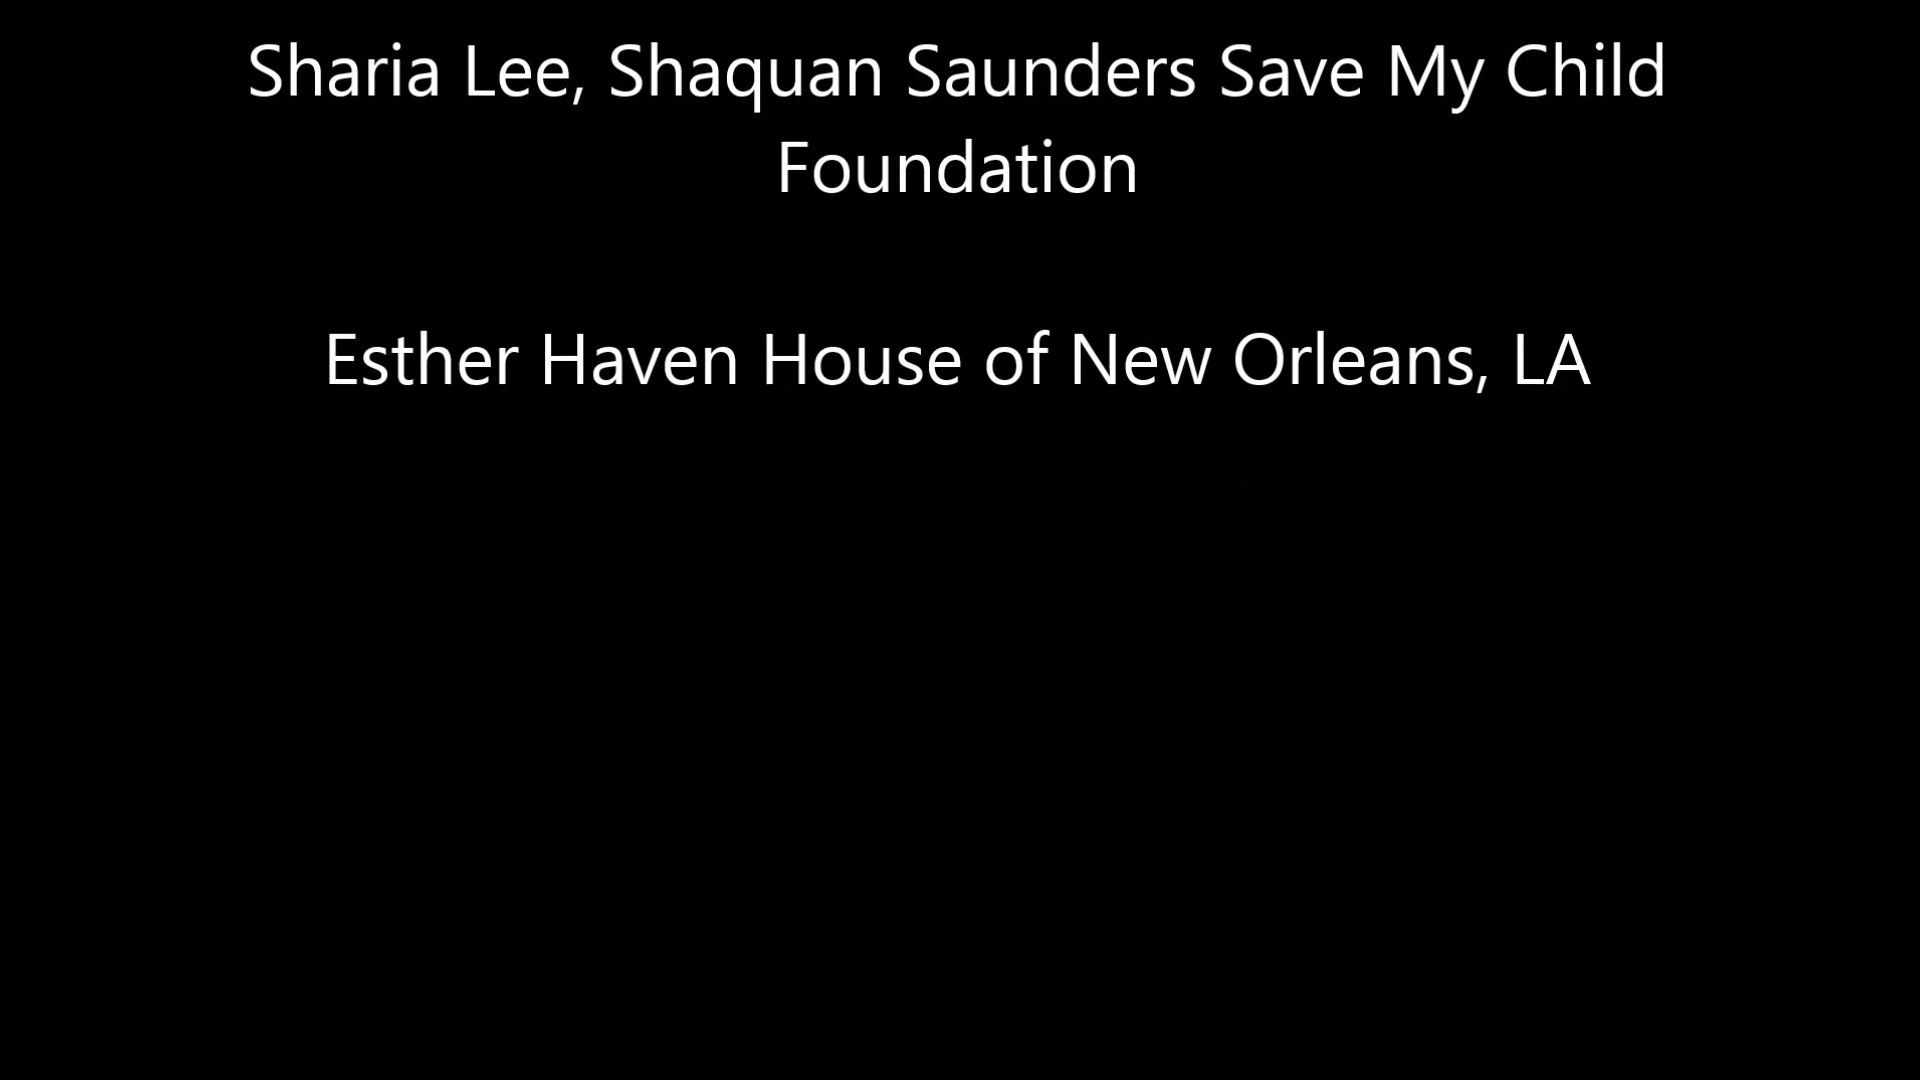 Sharia Lee, Shaquan Saunders Save My Child
Foundation
Esther Haven House of New Orleans, LA